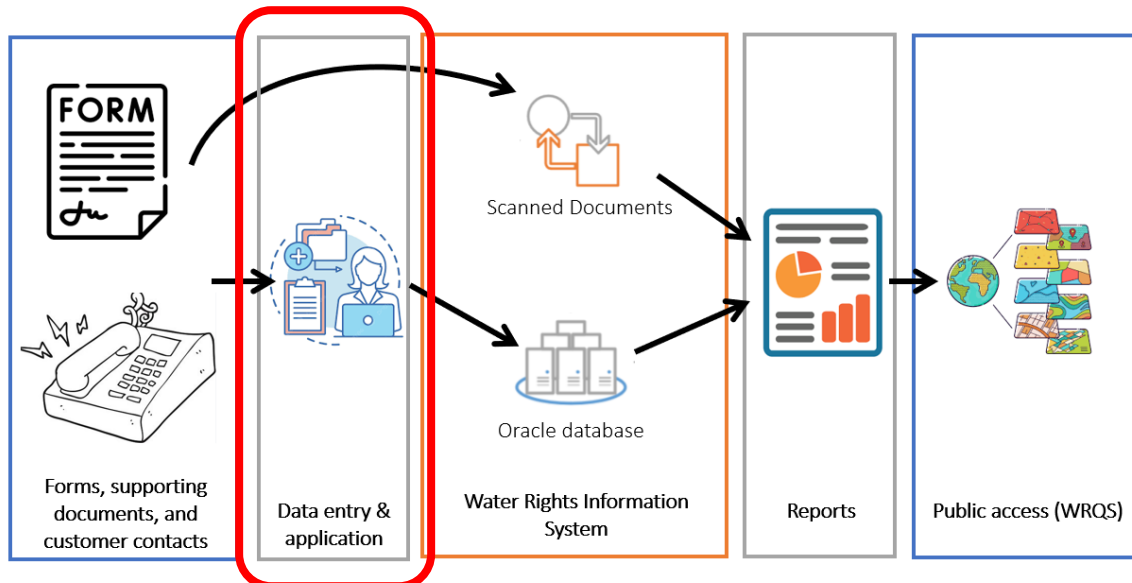 FORM
Scanned Documents
Oracle database
Forms, supporting
documents, and
customer contacts
Data entry &
application
Water Rights Information
System
Reports
Public access (WRQS)